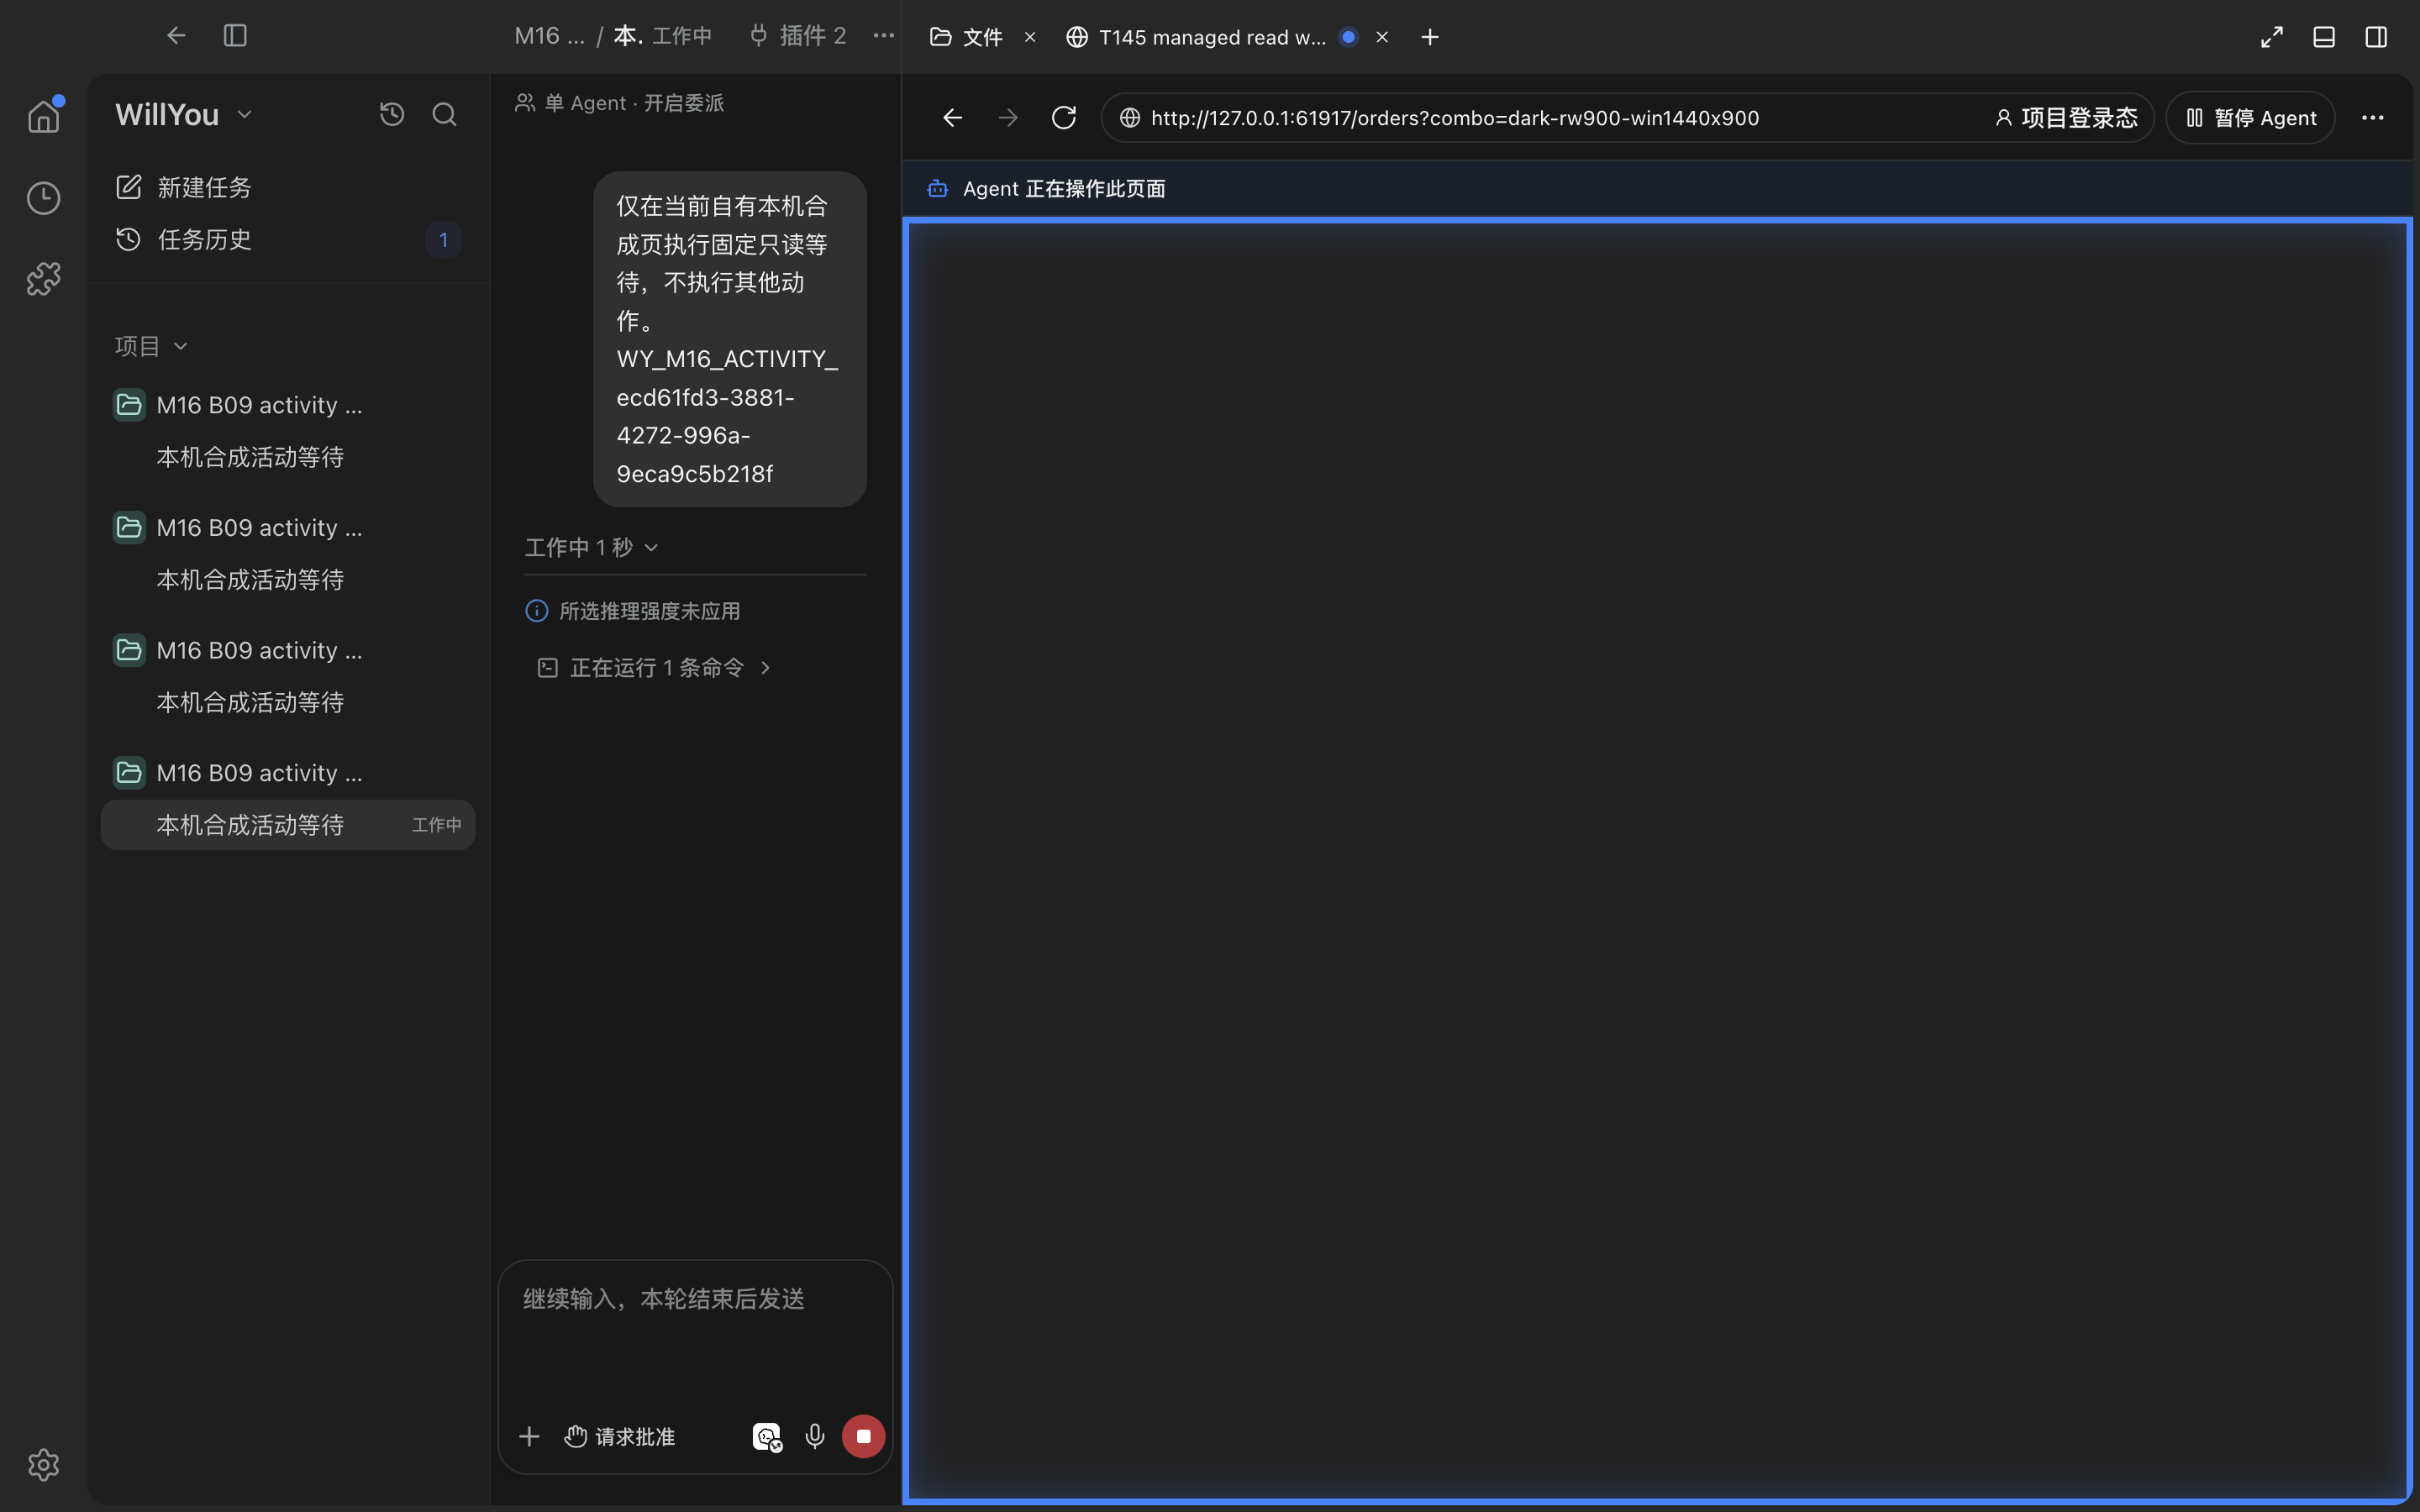 M16 ... / 本. 工作中 插件 2
文件
T145 managed read w...
WillYou
新建任务
任务历史 1
项目
M16 B09 activity ...
本机合成活动等待
M16 B09 activity ...
本机合成活动等待
M16 B09 activity ...
本机合成活动等待
M16 B09 activity ...
本机合成活动等待 工作中
单 Agent · 开启委派
仅在当前自有本机合
成页执行固定只读等
待，不执行其他动
作。
WY_M16_ACTIVITY_
ecd61fd3-3881-
4272-996a-
9eca9c5b218f
工作中 1 秒
所选推理强度未应用
正在运行 1 条命令
继续输入，本轮结束后发送
请求批准
http://127.0.0.1:61917/orders?combo=dark-rw900-win1440x900
项目登录态
暂停 Agent
Agent 正在操作此页面